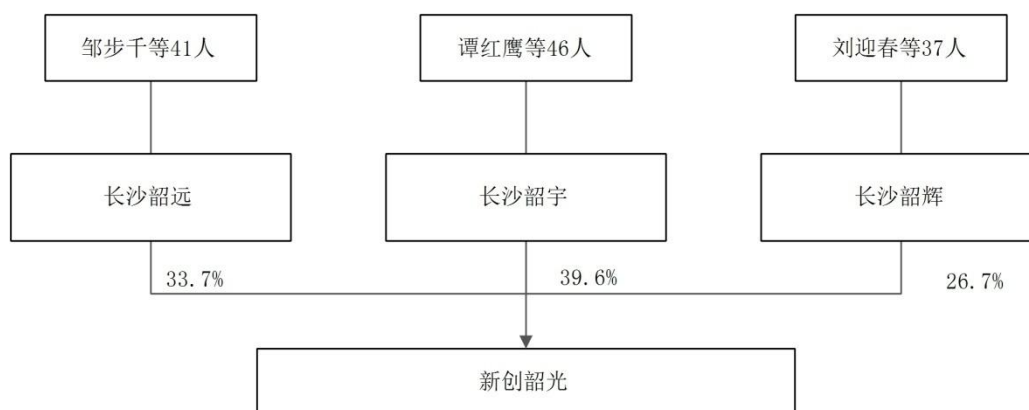 邹步千等41人
谭红鹰等46人
刘迎春等37人
长沙韶远
长沙韶宇
长沙韶辉
33.7%
39.6%
26.7%
新创韶光